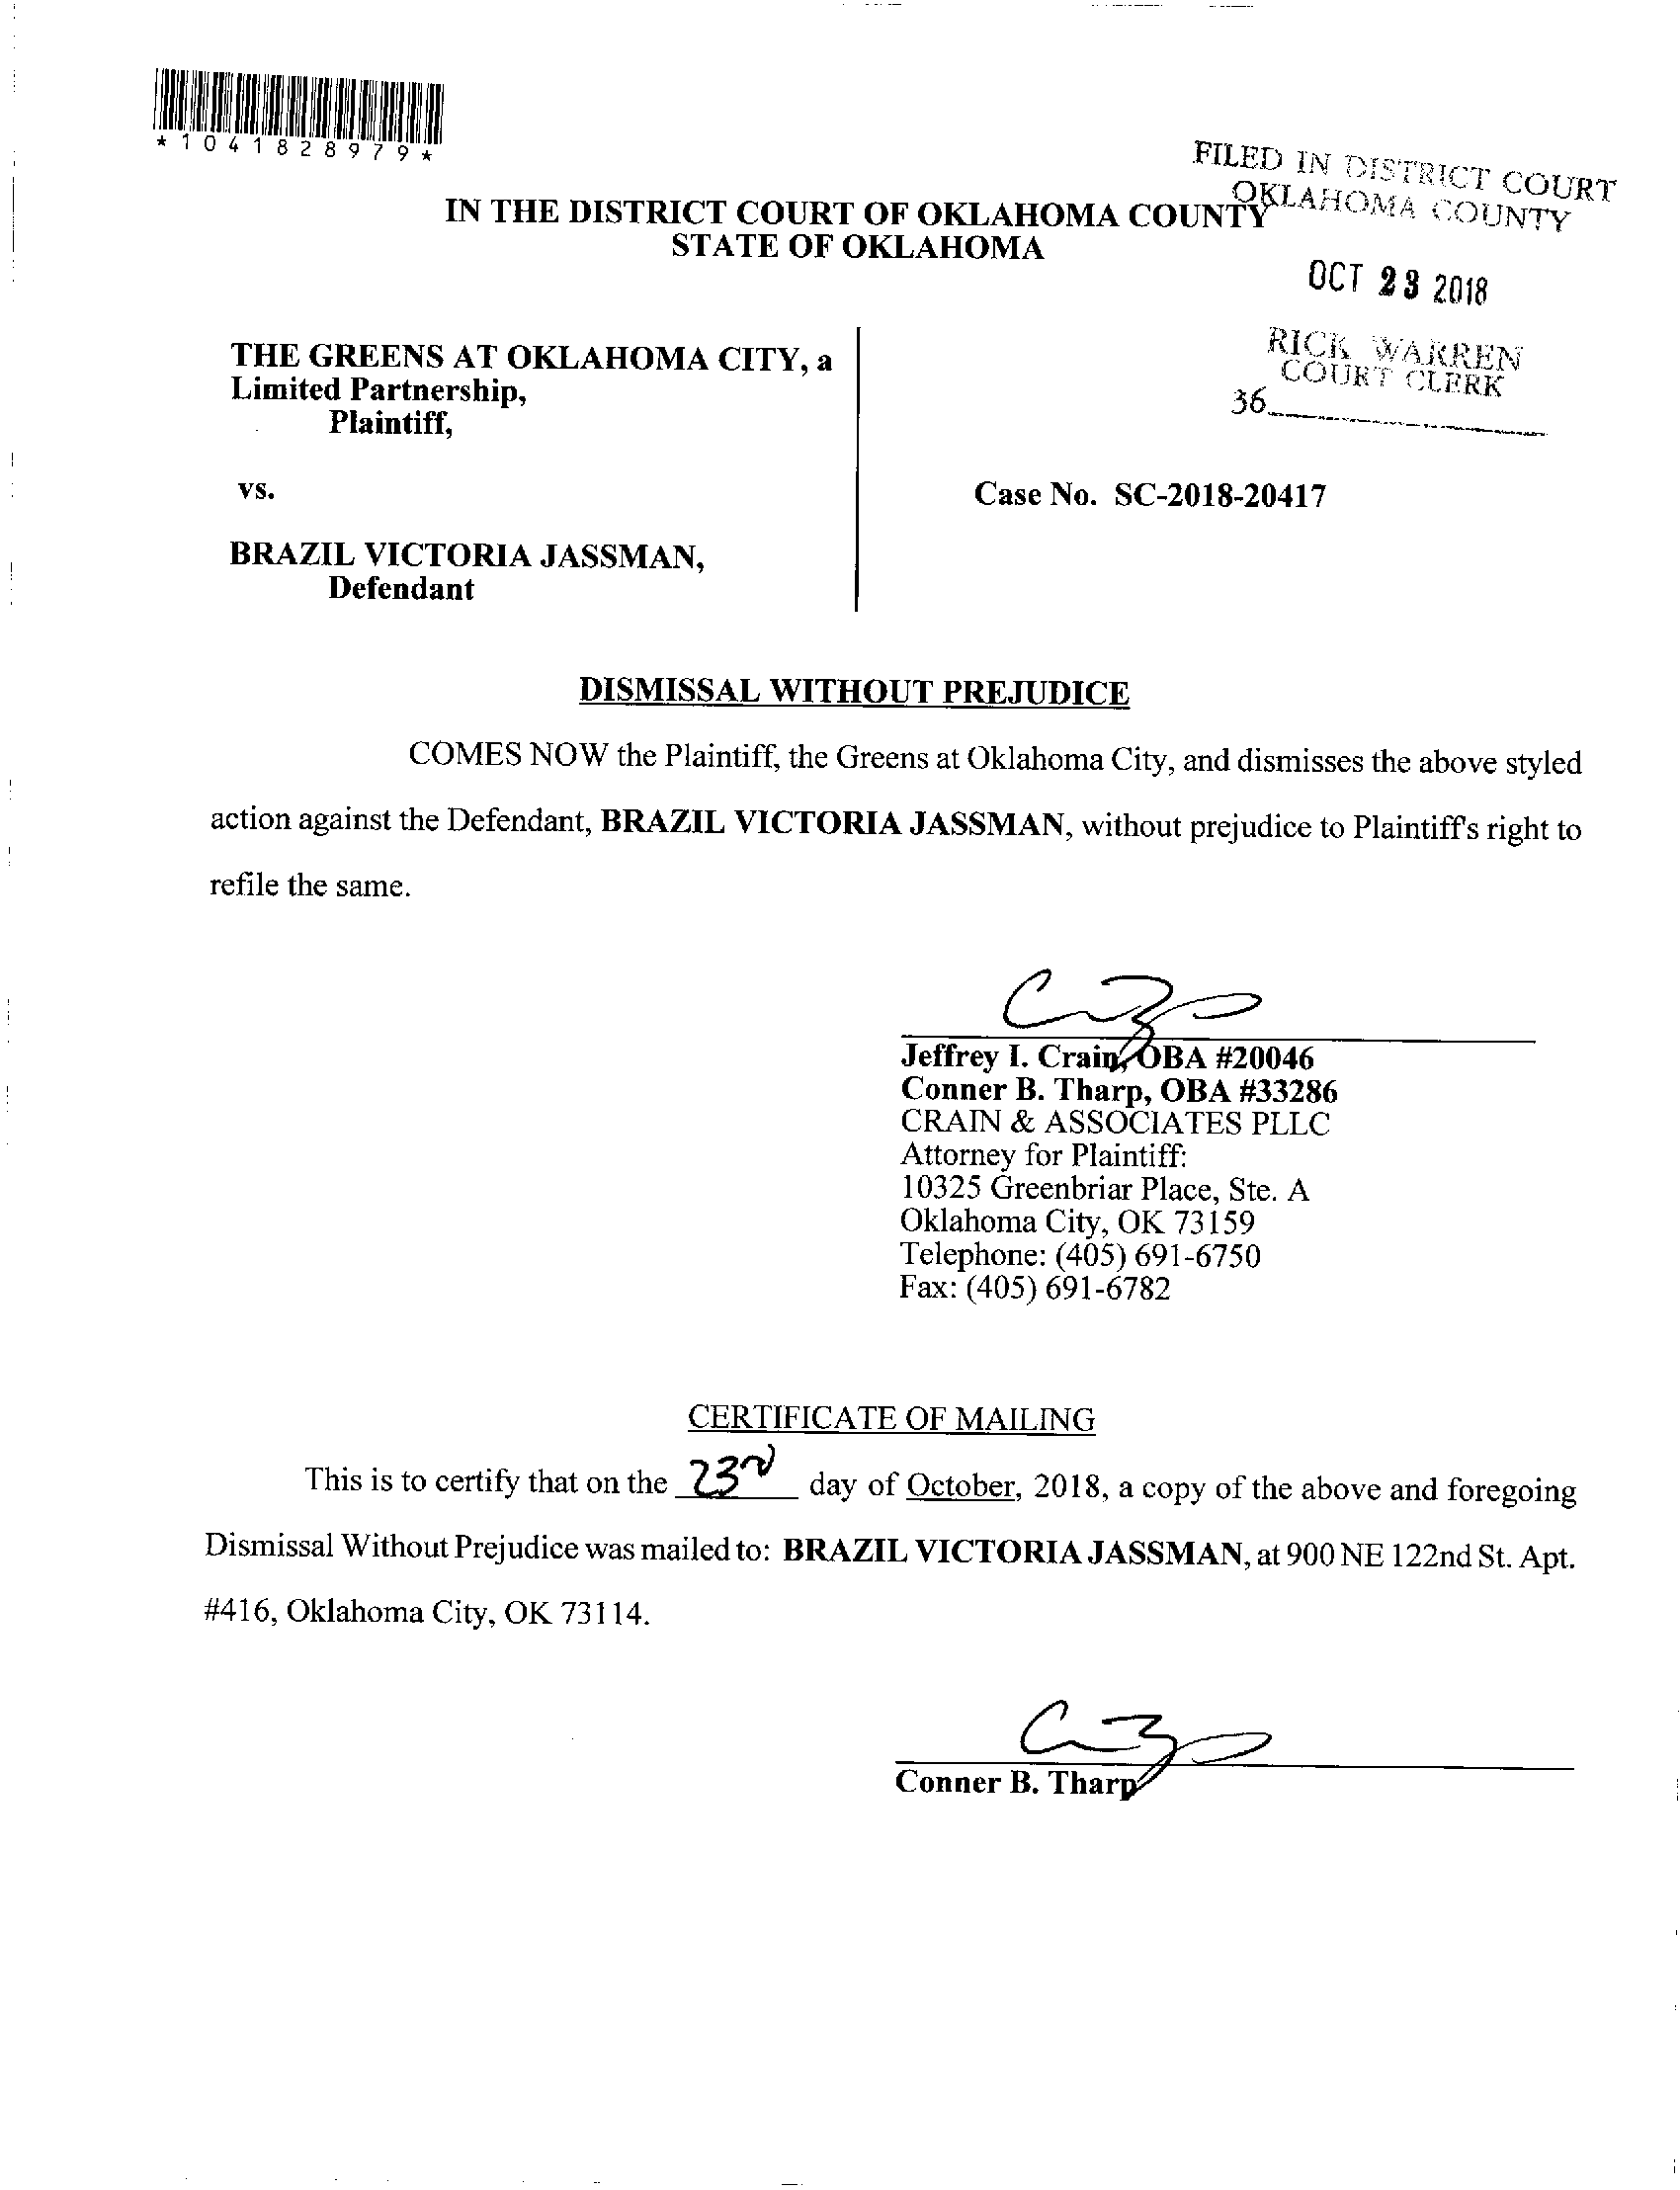 *1041828979*
FILED IN DISTRICT COURT
OKLAHOMA COUNTY
IN THE DISTRICT COURT OF OKLAHOMA COUNTY
STATE OF OKLAHOMA
OCT 23 2018
RICK WARREN
COURT CLERK
36
THE GREENS AT OKLAHOMA CITY, a
Limited Partnership,
Plaintiff,
vs.
Case No. SC-2018-20417
BRAZIL VICTORIA JASSMAN,
Defendant
DISMISSAL WITHOUT PREJUDICE
COMES NOW the Plaintiff, the Greens at Oklahoma City, and dismisses the above styled
action against the Defendant, BRAZIL VICTORIA JASSMAN, without prejudice to Plaintiff's right to
refile the same.
Jeffrey I. Crain, OBA #20046
Conner B. Tharp, OBA #33286
CRAIN & ASSOCIATES PLLC
Attorney for Plaintiff:
10325 Greenbriar Place, Ste. A
Oklahoma City, OK 73159
Telephone: (405) 691-6750
Fax: (405) 691-6782
CERTIFICATE OF MAILING
This is to certify that on the 23rd day of October, 2018, a copy of the above and foregoing
Dismissal Without Prejudice was mailed to: BRAZIL VICTORIA JASSMAN, at 900 NE 122nd St. Apt.
#416, Oklahoma City, OK 73114.
Conner B. Tharp